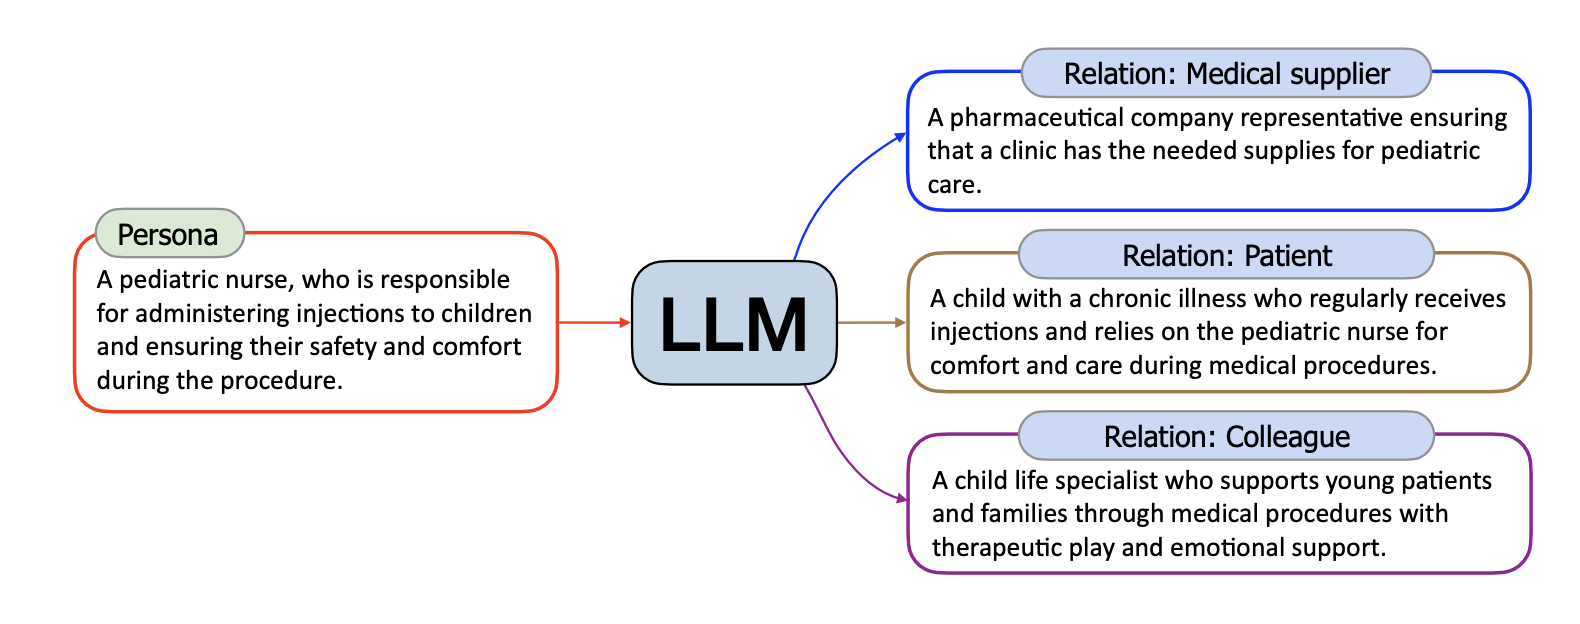 Persona
A pediatric nurse, who is responsible
for administering injections to children
and ensuring their safety and comfort
during the procedure.
LLM
Relation: Medical supplier
A pharmaceutical company representative ensuring
that a clinic has the needed supplies for pediatric
care.
Relation: Patient
A child with a chronic illness who regularly receives
injections and relies on the pediatric nurse for
comfort and care during medical procedures.
Relation: Colleague
A child life specialist who supports young patients
and families through medical procedures with
therapeutic play and emotional support.